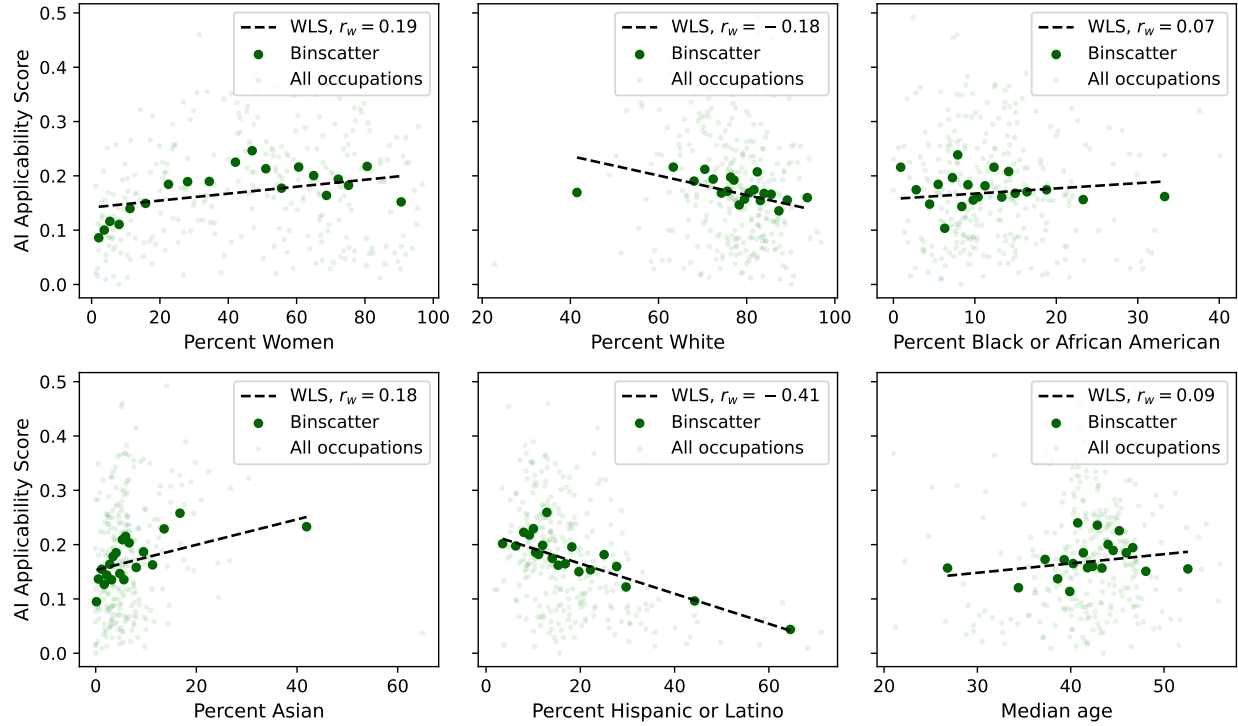 AI Applicability Score
0.5
0.4
0.3
0.2
0.1
0.0
WLS, r_w = 0.19
Binscatter
All occupations
0 20 40 60 80 100
Percent Women
WLS, r_w = −0.18
Binscatter
All occupations
20 40 60 80 100
Percent White
WLS, r_w = 0.07
Binscatter
All occupations
0 10 20 30 40
Percent Black or African American
AI Applicability Score
0.5
0.4
0.3
0.2
0.1
0.0
WLS, r_w = 0.18
Binscatter
All occupations
0 20 40 60
Percent Asian
WLS, r_w = −0.41
Binscatter
All occupations
0 20 40 60
Percent Hispanic or Latino
WLS, r_w = 0.09
Binscatter
All occupations
20 30 40 50
Median age